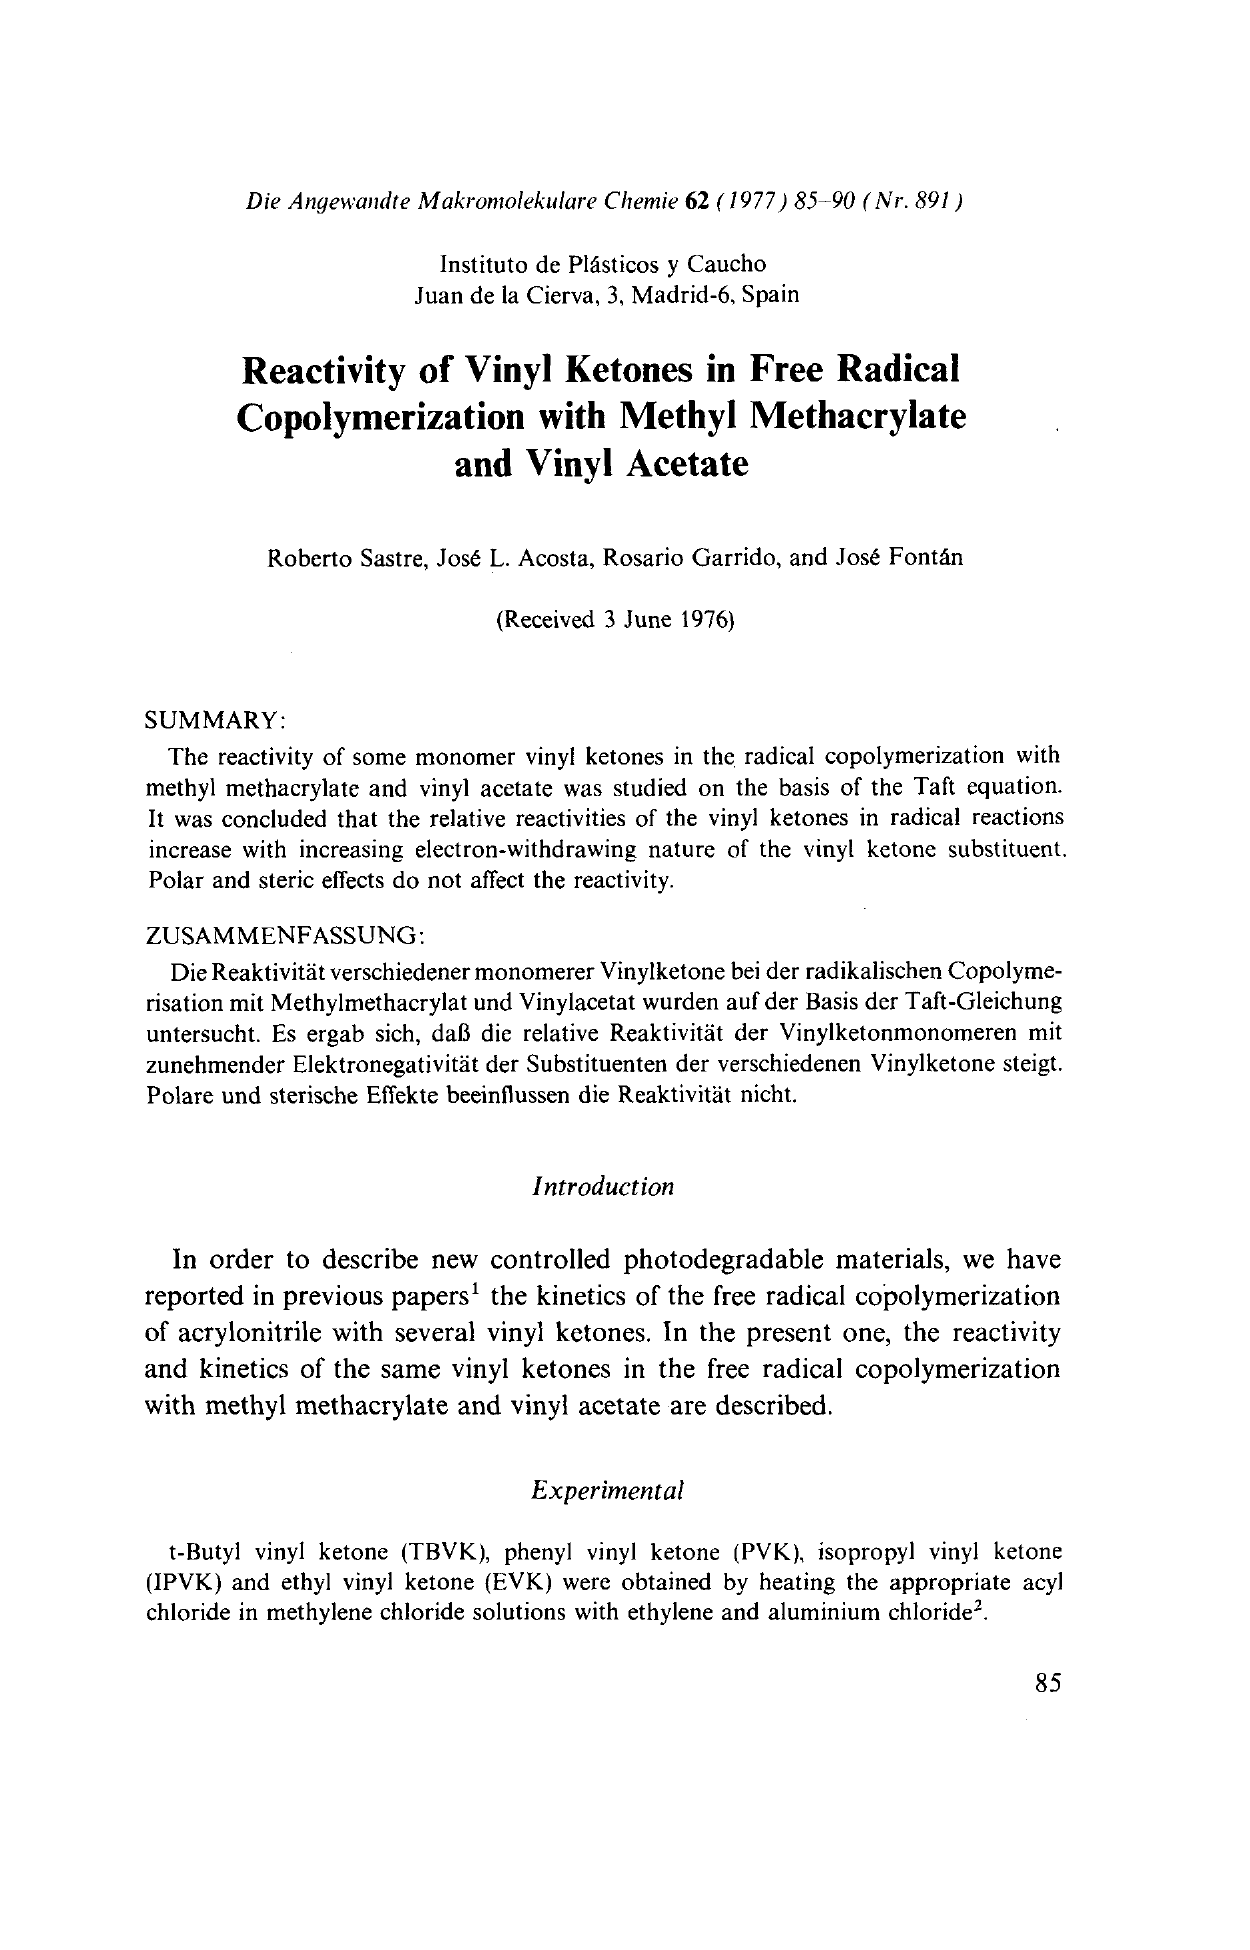 Die Angewandte Makromolekulare Chemie 62 (1977) 85–90 (Nr. 891)
Instituto de Plásticos y Caucho
Juan de la Cierva, 3, Madrid-6, Spain
Reactivity of Vinyl Ketones in Free Radical
Copolymerization with Methyl Methacrylate
and Vinyl Acetate
Roberto Sastre, José L. Acosta, Rosario Garrido, and José Fontán
(Received 3 June 1976)
SUMMARY:
The reactivity of some monomer vinyl ketones in the radical copolymerization with
methyl methacrylate and vinyl acetate was studied on the basis of the Taft equation.
It was concluded that the relative reactivities of the vinyl ketones in radical reactions
increase with increasing electron-withdrawing nature of the vinyl ketone substituent.
Polar and steric effects do not affect the reactivity.
ZUSAMMENFASSUNG:
Die Reaktivität verschiedener monomerer Vinylketone bei der radikalischen Copolyme-
risation mit Methylmethacrylat und Vinylacetat wurden auf der Basis der Taft-Gleichung
untersucht. Es ergab sich, daß die relative Reaktivität der Vinylketonmonomeren mit
zunehmender Elektronegativität der Substituenten der verschiedenen Vinylketone steigt.
Polare und sterische Effekte beeinflussen die Reaktivität nicht.
Introduction
In order to describe new controlled photodegradable materials, we have
reported in previous papers¹ the kinetics of the free radical copolymerization
of acrylonitrile with several vinyl ketones. In the present one, the reactivity
and kinetics of the same vinyl ketones in the free radical copolymerization
with methyl methacrylate and vinyl acetate are described.
Experimental
t-Butyl vinyl ketone (TBVK), phenyl vinyl ketone (PVK), isopropyl vinyl ketone
(IPVK) and ethyl vinyl ketone (EVK) were obtained by heating the appropriate acyl
chloride in methylene chloride solutions with ethylene and aluminium chloride².
85